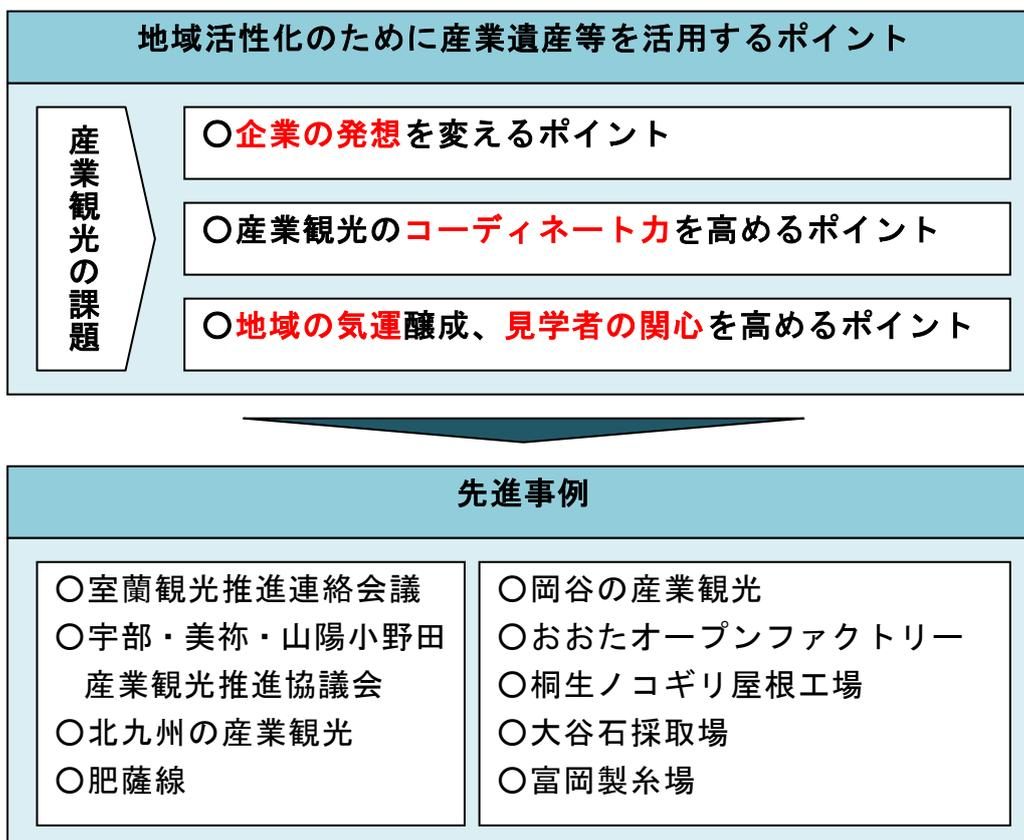 地域活性化のために産業遺産等を活用するポイント
産業観光の課題
○企業の発想を変えるポイント
○産業観光のコーディネート力を高めるポイント
○地域の気運醸成、見学者の関心を高めるポイント
先進事例
○室蘭観光推進連絡会議
○宇部・美祢・山陽小野田
産業観光推進協議会
○北九州の産業観光
○肥薩線
○岡谷の産業観光
○おおたオープンファクトリー
○桐生ノコギリ屋根工場
○大谷石採取場
○富岡製糸場